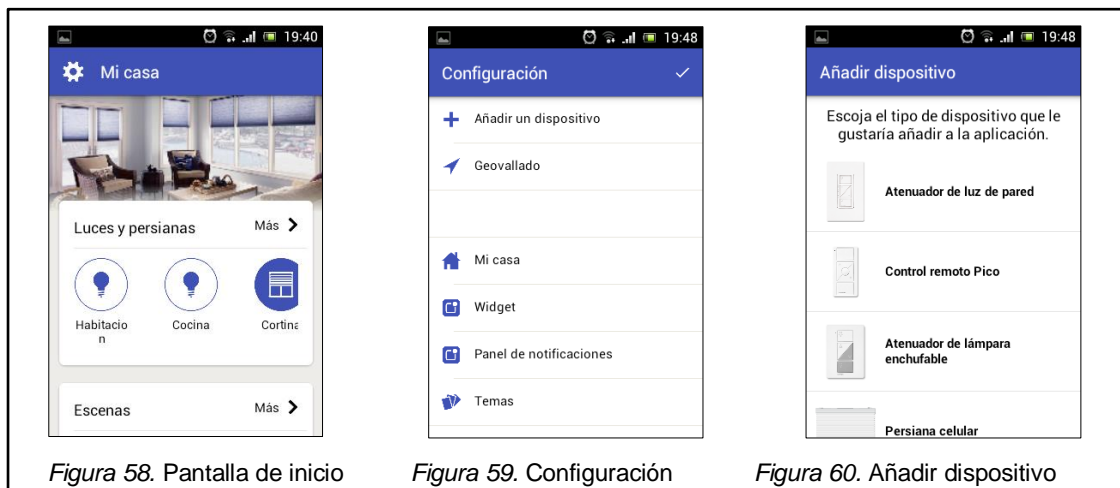 19:40
Mi casa
Luces y persianas
Más
Habitacio
n
Cocina
Cortina
Escenas
Más
Figura 58. Pantalla de inicio
19:48
Configuración
Añadir un dispositivo
Geovallado
Mi casa
Widget
Panel de notificaciones
Temas
Figura 59. Configuración
19:48
Añadir dispositivo
Escoja el tipo de dispositivo que le
gustaría añadir a la aplicación.
Atenuador de luz de pared
Control remoto Pico
Atenuador de lámpara
enchufable
Persiana celular
Figura 60. Añadir dispositivo